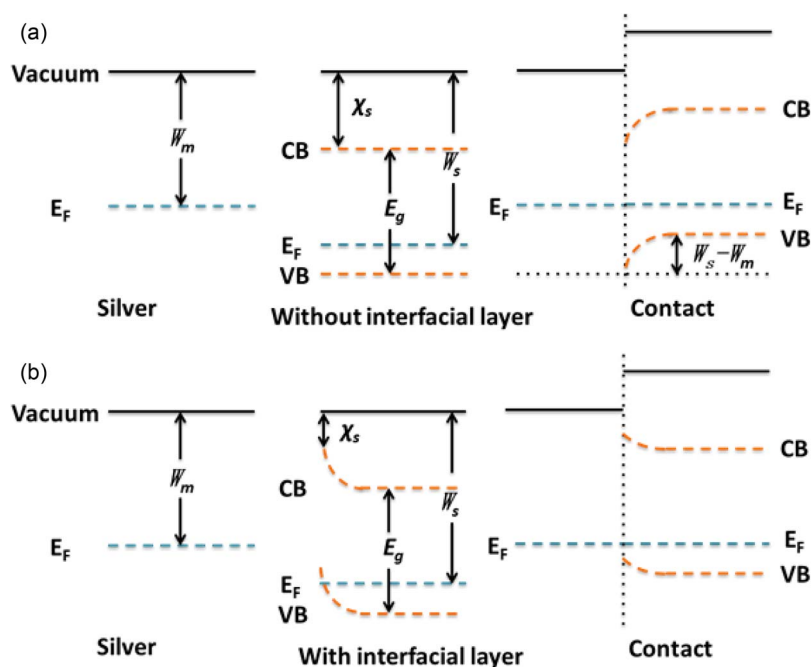 (a)
Vacuum
W_m
χ_s
CB
W_s
E_g
E_F
E_F
VB
CB
E_F
E_F
VB
W_s–W_m
Silver
Without interfacial layer
Contact
(b)
Vacuum
W_m
χ_s
CB
W_s
E_g
E_F
E_F
VB
CB
E_F
E_F
VB
Silver
With interfacial layer
Contact